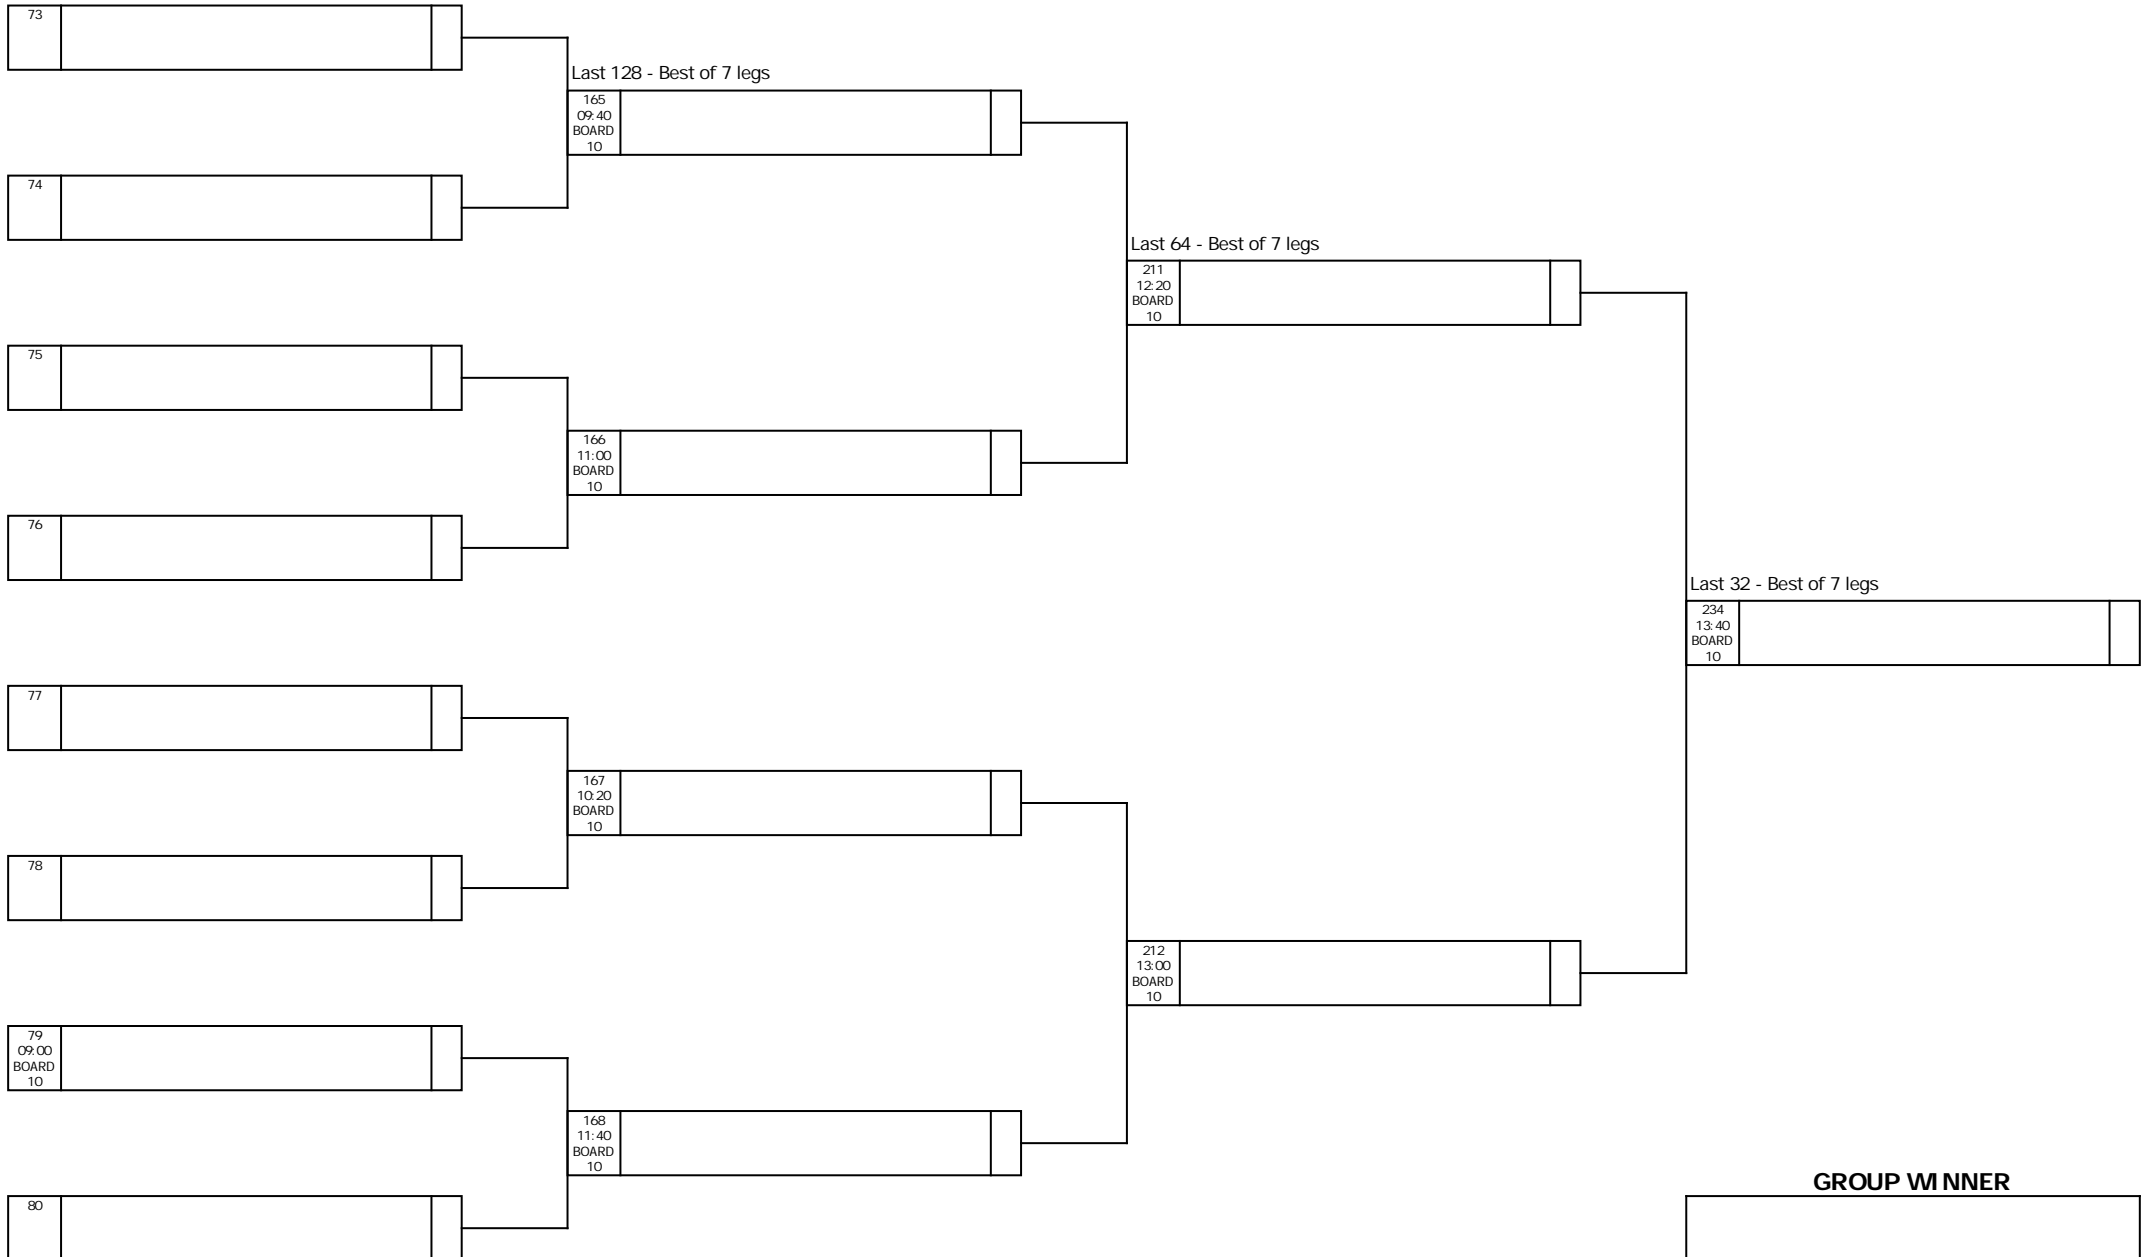 73
Last 128 - Best of 7 legs
165
09:40
BOARD
10
74
Last 64 - Best of 7 legs
211
12:20
BOARD
10
75
166
11:00
BOARD
10
76
Last 32 - Best of 7 legs
234
13:40
BOARD
10
77
167
10:20
BOARD
10
78
212
13:00
BOARD
10
79
09:00
BOARD
10
168
11:40
BOARD
10
GROUP WINNER
80